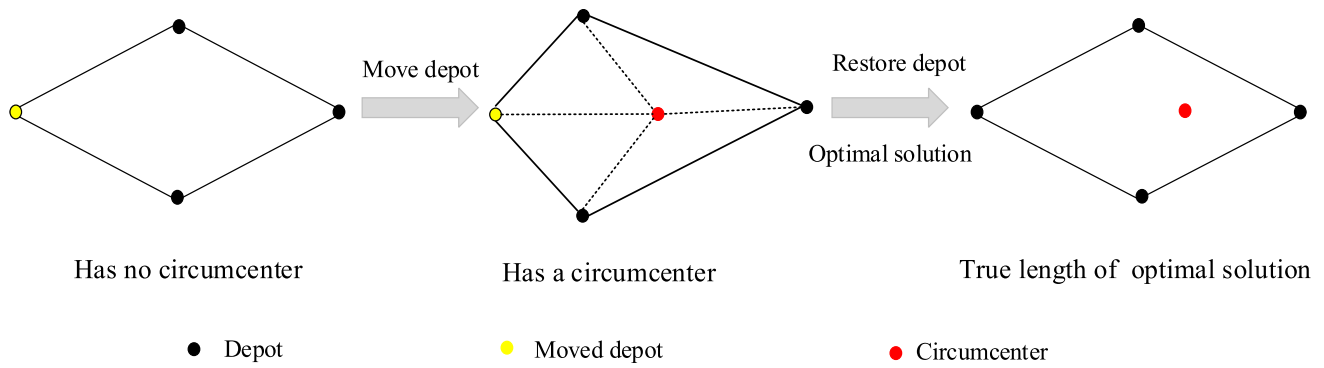 Move depot
Restore depot
Optimal solution
Has no circumcenter
Has a circumcenter
True length of optimal solution
Depot
Moved depot
Circumcenter